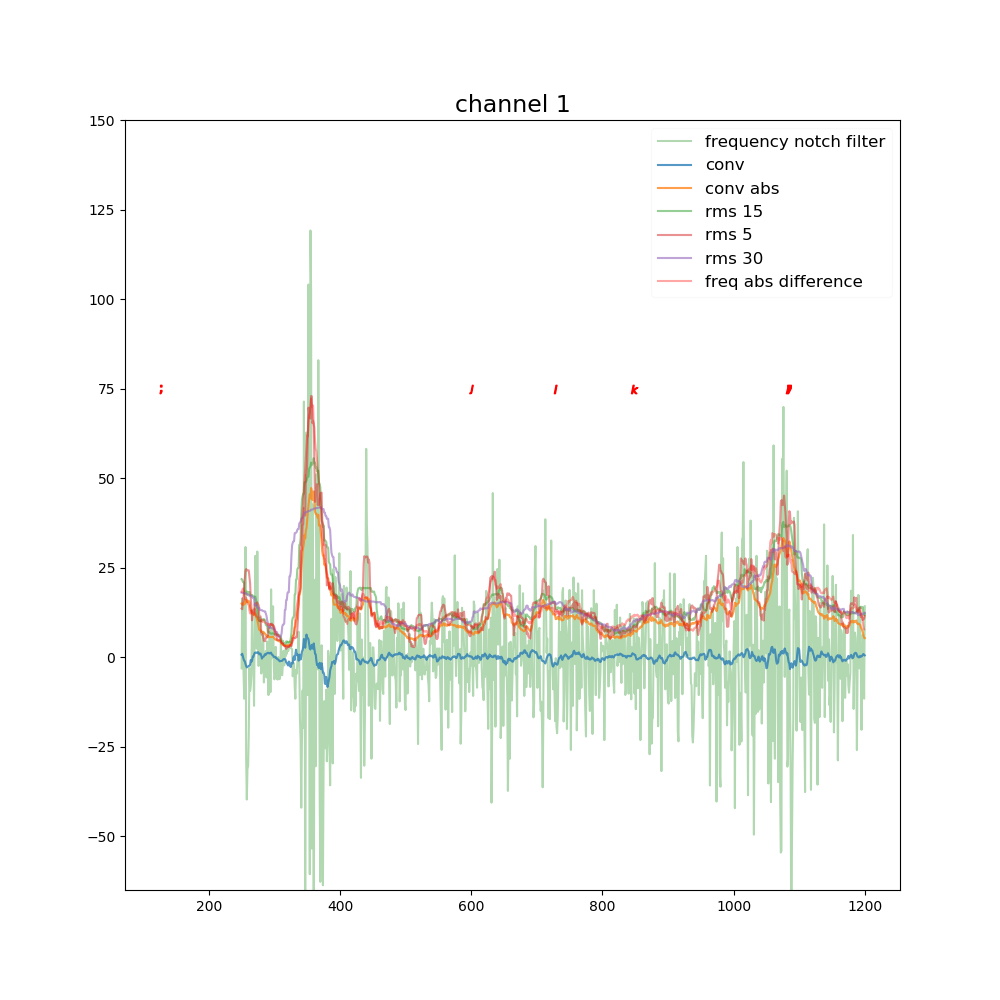 channel 1
150
125
100
75
50
25
0
−25
−50
frequency notch filter
conv
conv abs
rms 15
rms 5
rms 30
freq abs difference
; j l k
200 400 600 800 1000 1200